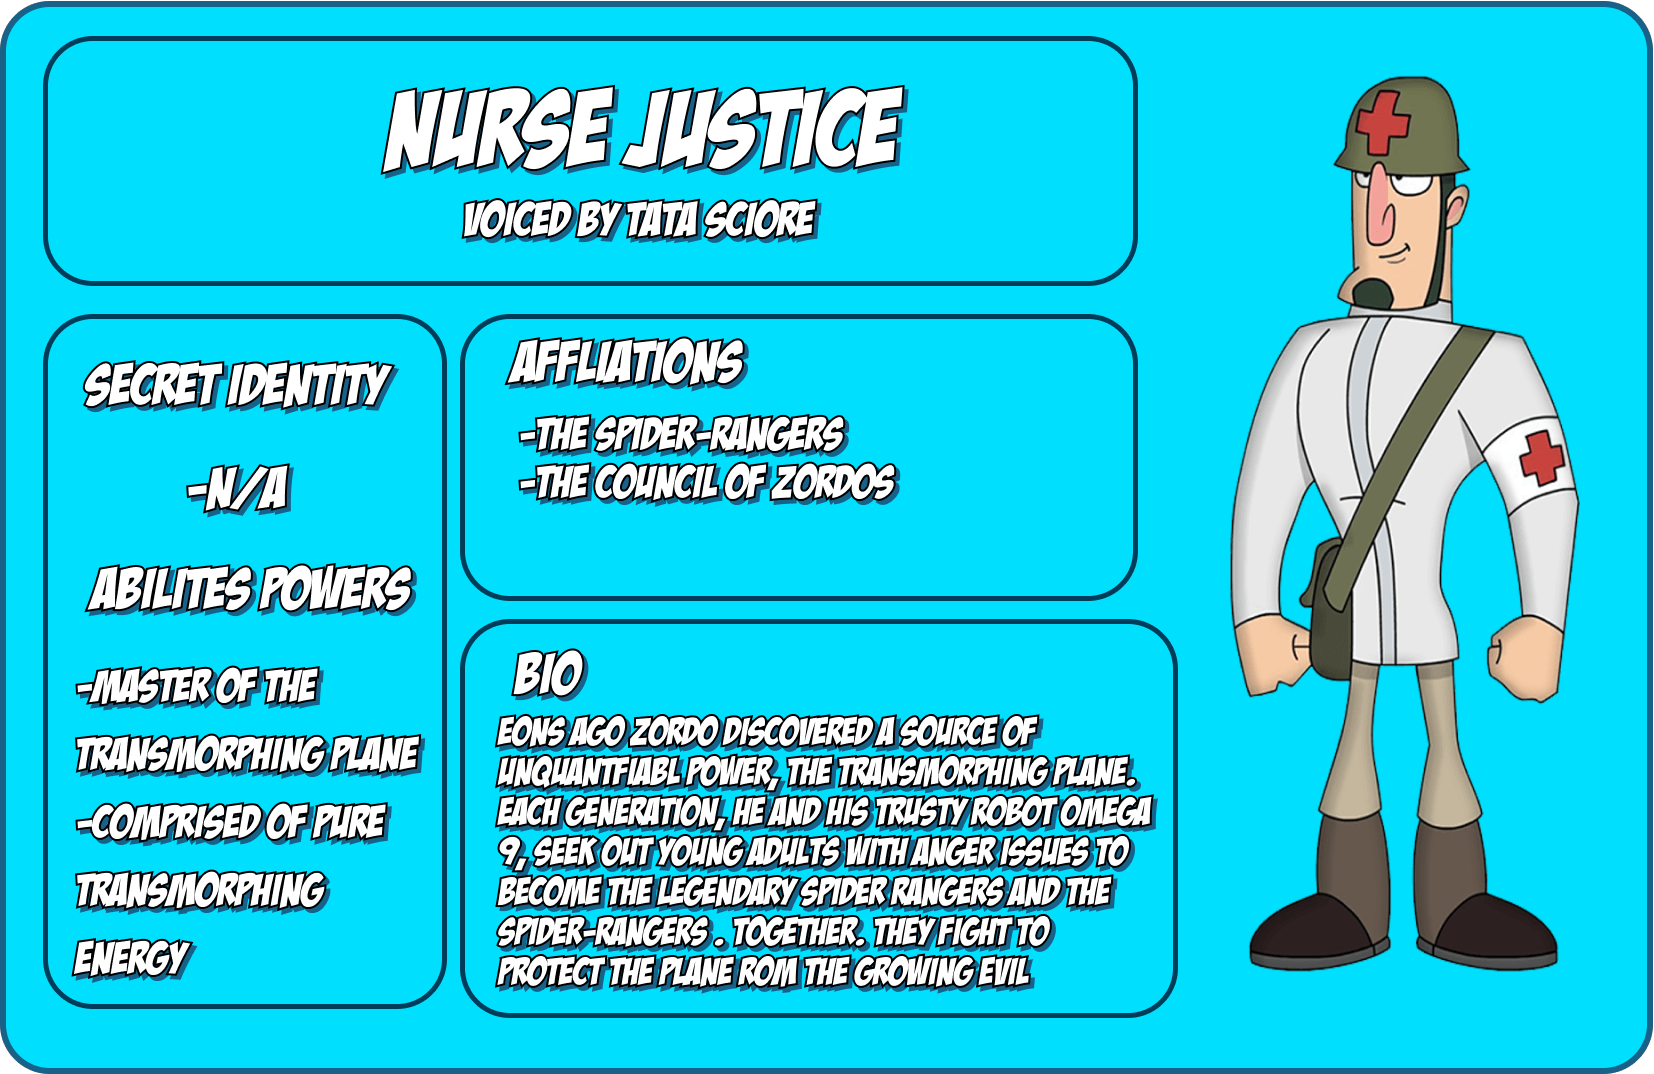 NURSE JUSTICE
VOICED BY TATA SCIORE
SECRET IDENTITY
-N/A
ABILITES POWERS
-MASTER OF THE
TRANSMORPHING PLANE
-COMPRISED OF PURE
TRANSMORPHING
ENERGY
AFFLIATIONS
-THE SPIDER-RANGERS
-THE COUNCIL OF ZORDOS
BIO
EONS AGO ZORDO DISCOVERED A SOURCE OF
UNQUANTFIABL POWER, THE TRANSMORPHING PLANE.
EACH GENERATION, HE AND HIS TRUSTY ROBOT OMEGA
9, SEEK OUT YOUNG ADULTS WITH ANGER ISSUES TO
BECOME THE LEGENDARY SPIDER RANGERS AND THE
SPIDER-RANGERS . TOGETHER. THEY FIGHT TO
PROTECT THE PLANE ROM THE GROWING EVIL